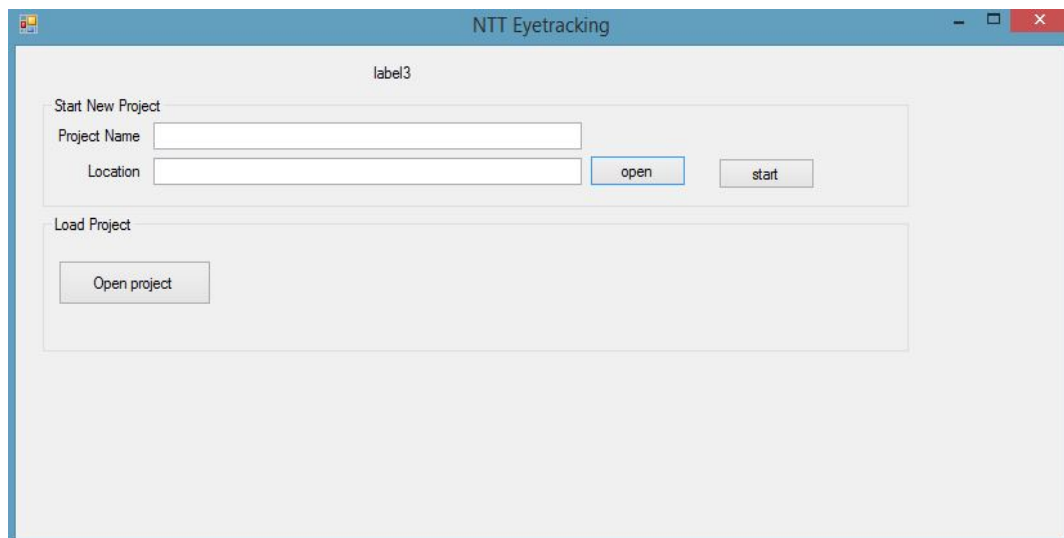 NTT Eyetracking
label3
Start New Project
Project Name
Location open start
Load Project
Open project